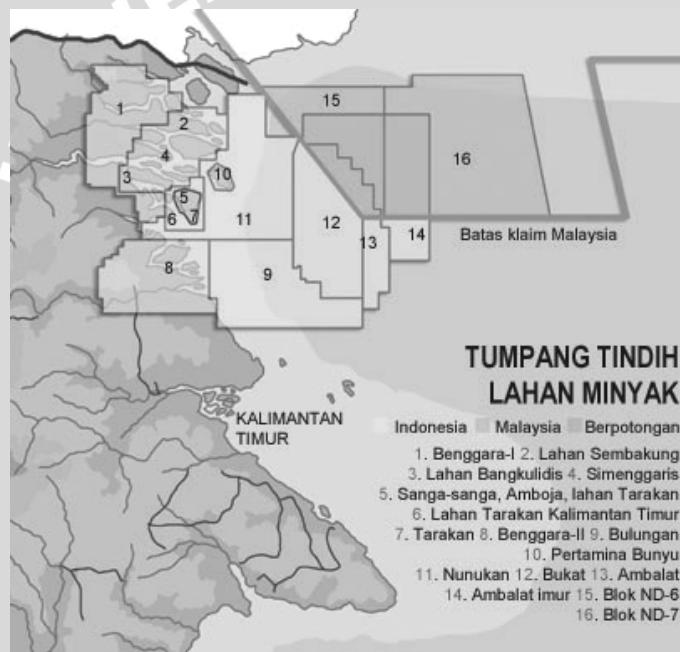 1
2
3
4
5
6
7
8
9
10
11
12
13
14
15
16
Batas klaim Malaysia
KALIMANTAN
TIMUR
TUMPANG TINDIH
LAHAN MINYAK
Indonesia Malaysia Berpotongan
1. Benggara-I 2. Lahan Sembakung
3. Lahan Bangkulidis 4. Simenggaris
5. Sanga-sanga, Amboja, lahan Tarakan
6. Lahan Tarakan Kalimantan Timur
7. Tarakan 8. Benggara-II 9. Bulungan
10. Pertamina Bunyu
11. Nunukan 12. Bukat 13. Ambalat
14. Ambalat imur 15. Blok ND-6
16. Blok ND-7